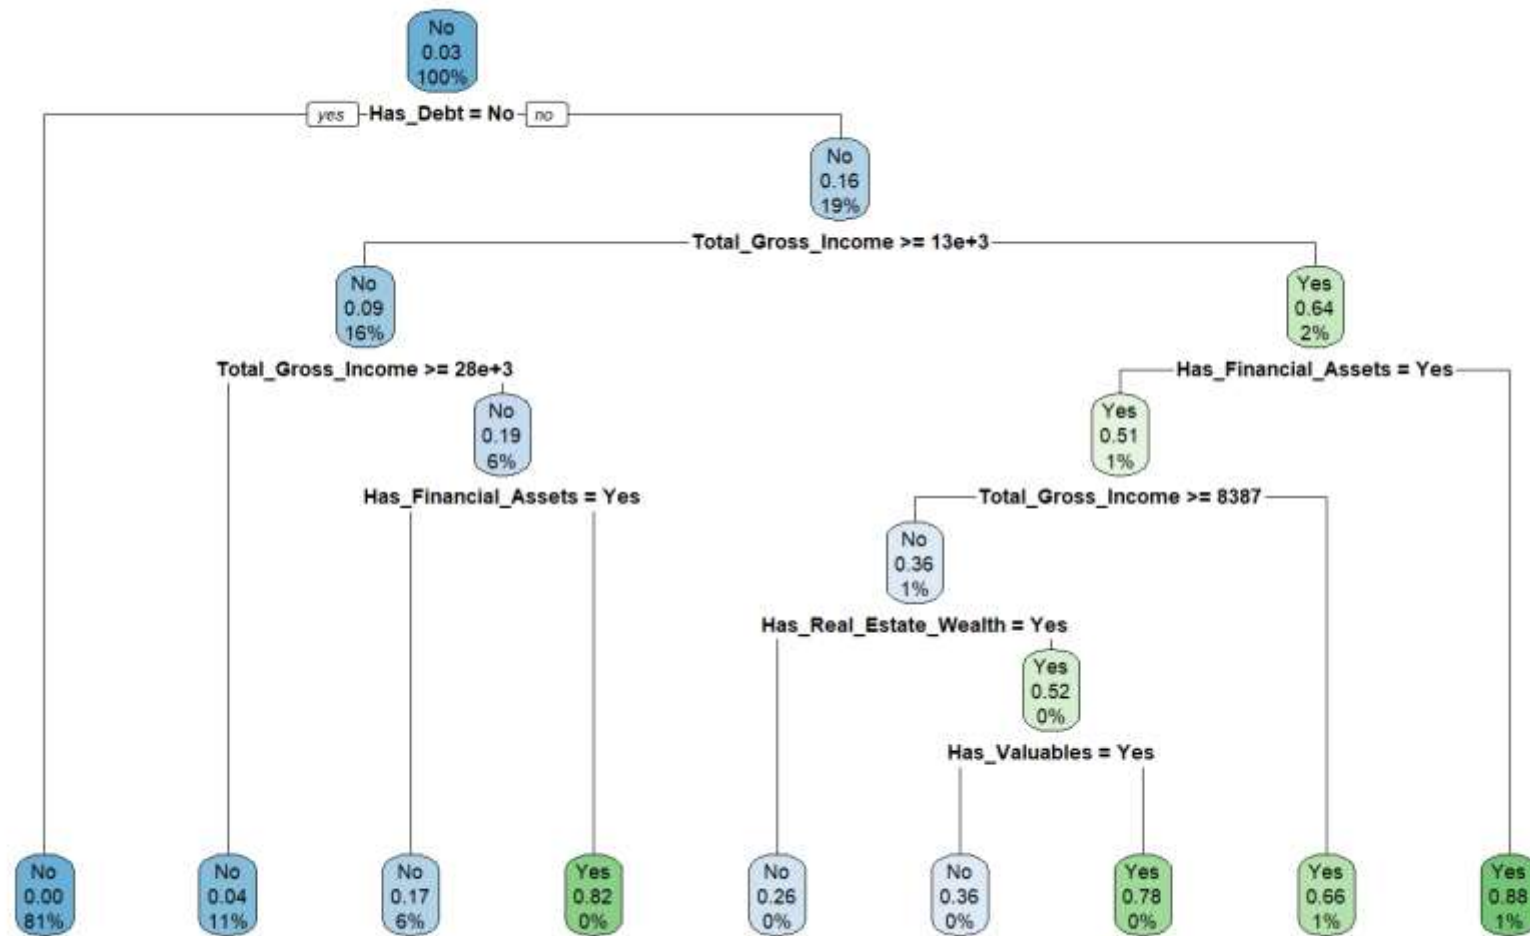 No
0.03
100%
yes Has_Debt = No no
No
0.16
19%
Total_Gross_Income >= 13e+3
No
0.09
16%
Yes
0.64
2%
Total_Gross_Income >= 28e+3
Has_Financial_Assets = Yes
No
0.19
6%
Yes
0.51
1%
Has_Financial_Assets = Yes
Total_Gross_Income >= 8387
No
0.36
1%
Has_Real_Estate_Wealth = Yes
Yes
0.52
0%
Has_Valuables = Yes
No
0.00
81%
No
0.04
11%
No
0.17
6%
Yes
0.82
0%
No
0.26
0%
No
0.36
0%
Yes
0.78
0%
Yes
0.66
1%
Yes
0.88
1%